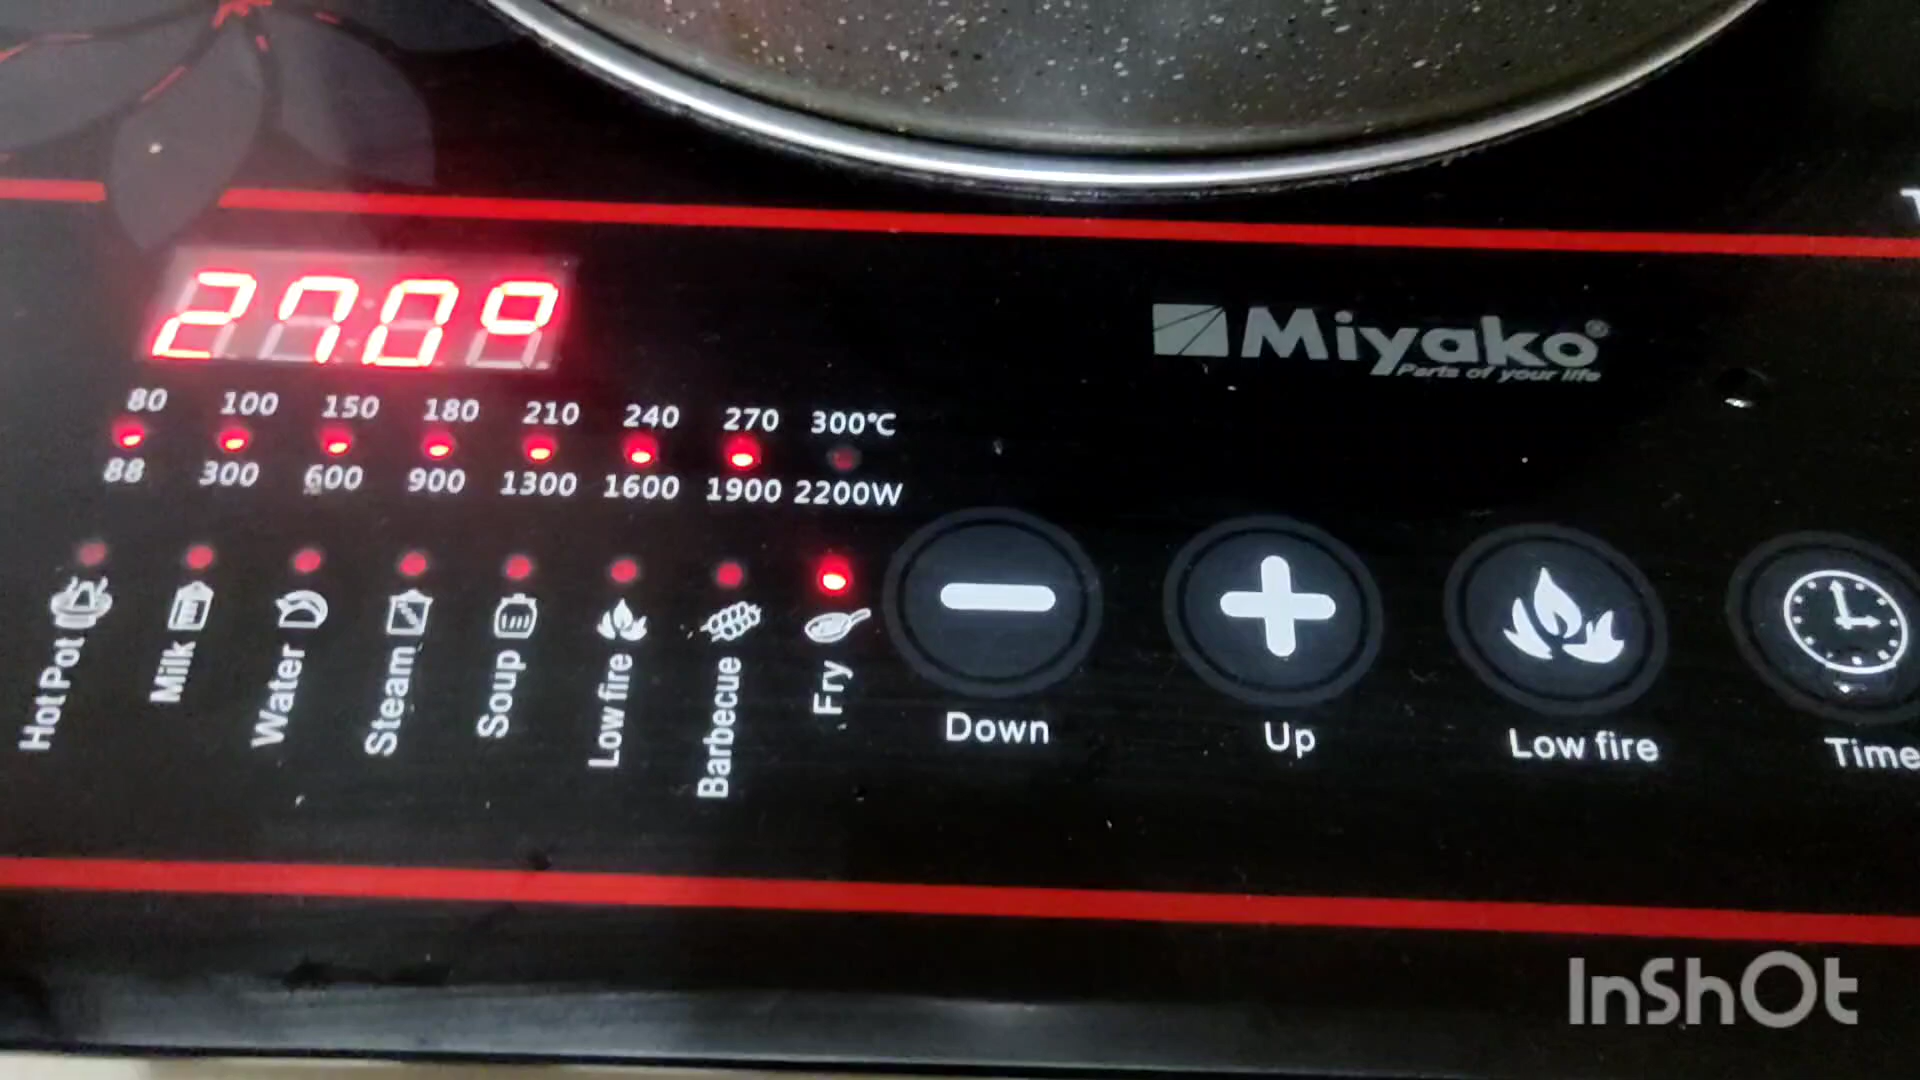 270°
Miyako®
Parts of your life
80 100 150 180 210 240 270 300°C
88 300 600 900 1300 1600 1900 2200W
Hot Pot
Milk
Water
Steam
Soup
Low fire
Barbecue
Fry
Down
Up
Low fire
Time
InShOt